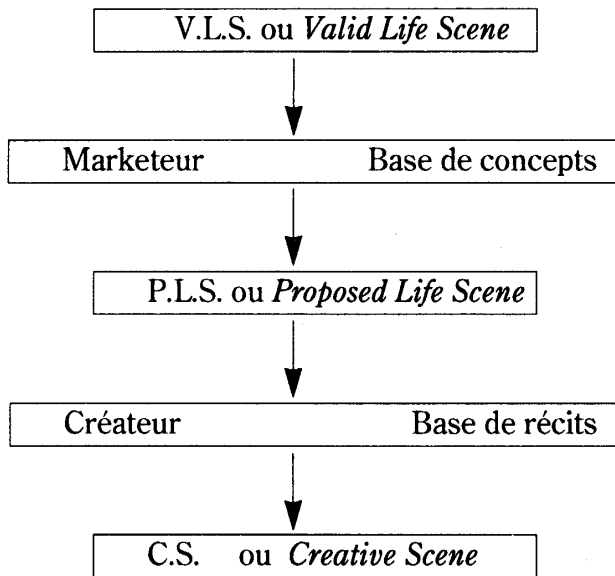 V.L.S. ou Valid Life Scene
Marketeur Base de concepts
P.L.S. ou Proposed Life Scene
Créateur Base de récits
C.S. ou Creative Scene